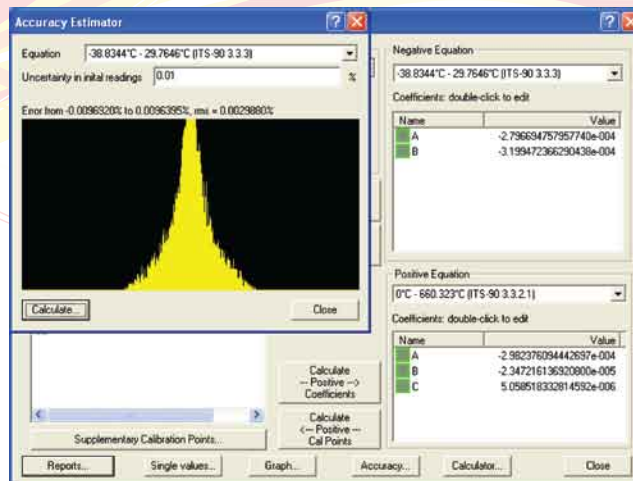 Accuracy Estimator
Equation
-38.8344°C - 29.7646°C (ITS-90 3.3.3)
Uncertainty in inital readings
0.01
%
Error from -0.0096920% to 0.0096395%, rms = 0.0029880%
Calculate...
Close
Negative Equation
-38.8344°C - 29.7646°C (ITS-90 3.3.3)
Coefficients: double-click to edit
Name Value
A -2.796694757957740e-004
B -3.199472366290438e-004
Positive Equation
0°C - 660.323°C (ITS-90 3.3.2.1)
Coefficients: double-click to edit
Name Value
A -2.982376094442697e-004
B -2.347216136920800e-005
C 5.058518332814592e-006
Calculate
-- Positive -->
Coefficients
Calculate
<-- Positive --
Cal Points
Supplementary Calibration Points...
Reports...
Single values...
Graph...
Accuracy...
Calculator...
Close